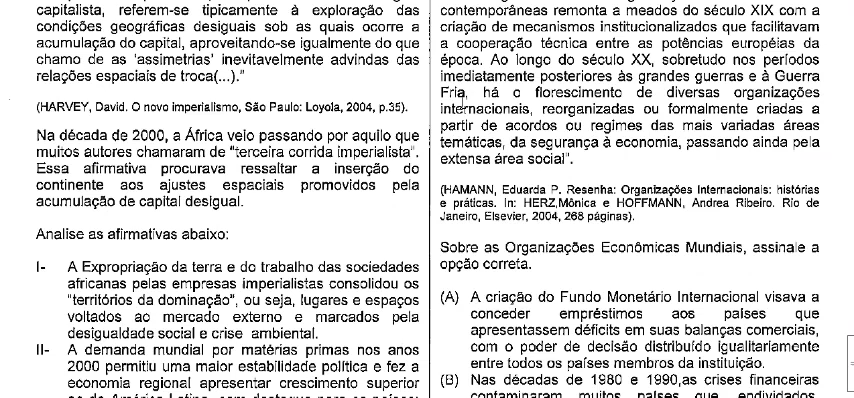 capitalista, referem-se tipicamente à exploração das
condições geográficas desiguais sob as quais ocorre a
acumulação do capital, aproveitando-se igualmente do que
chamo de as 'assimetrias' inevitavelmente advindas das
relações espaciais de troca(...)."
(HARVEY, David. O novo imperialismo, São Paulo: Loyola, 2004, p.35).
Na década de 2000, a África veio passando por aquilo que
muitos autores chamaram de "terceira corrida imperialista".
Essa afirmativa procurava ressaltar a inserção do
continente aos ajustes espaciais promovidos pela
acumulação de capital desigual.
Analise as afirmativas abaixo:
I- A Expropriação da terra e do trabalho das sociedades
africanas pelas empresas imperialistas consolidou os
"territórios da dominação", ou seja, lugares e espaços
voltados ao mercado externo e marcados pela
desigualdade social e crise ambiental.
II- A demanda mundial por matérias primas nos anos
2000 permitiu uma maior estabilidade política e fez a
economia regional apresentar crescimento superior
contemporâneas remonta a meados do século XIX com a
criação de mecanismos institucionalizados que facilitavam
a cooperação técnica entre as potências européias da
época. Ao longo do século XX, sobretudo nos períodos
imediatamente posteriores às grandes guerras e à Guerra
Fria, há o florescimento de diversas organizações
internacionais, reorganizadas ou formalmente criadas a
partir de acordos ou regimes das mais variadas áreas
temáticas, da segurança à economia, passando ainda pela
extensa área social".
(HAMANN, Eduarda P. Resenha: Organizações Internacionais: histórias
e práticas. In: HERZ,Mônica e HOFFMANN, Andrea Ribeiro. Rio de
Janeiro, Elsevier, 2004, 268 páginas).
Sobre as Organizações Econômicas Mundiais, assinale a
opção correta.
(A) A criação do Fundo Monetário Internacional visava a
conceder empréstimos aos países que
apresentassem déficits em suas balanças comerciais,
com o poder de decisão distribuído igualitariamente
entre todos os países membros da instituição.
(B) Nas décadas de 1980 e 1990,as crises financeiras
contaminaram muitos países que, endividados,